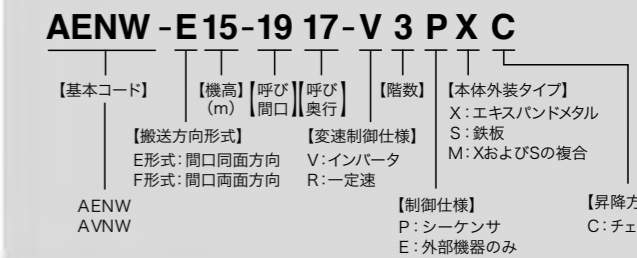 AENW-E15-1917-V3PXC
【基本コード】 【機高】【呼び】【呼び】 【階数】 【本体外装タイプ】
（m）【間口】【奥行】
X：エキスパンドメタル
【搬送方向形式】 【変速制御仕様】 S：鉄板
E形式：間口同面方向 V：インバータ M：XおよびSの複合
F形式：間口両面方向 R：一定速
AENW 【制御仕様】 【昇降方
AVNW P：シーケンサ C：チェ
E：外部機器のみ